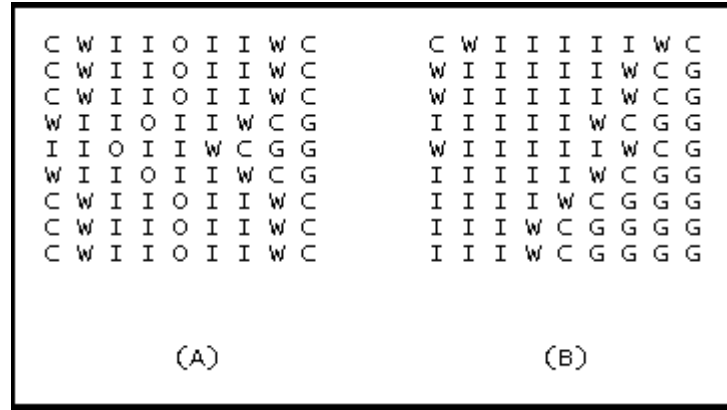 C W I I O I I W C C W I I I I I W C
C W I I O I I W C W I I I I I W C G
C W I I O I I W C W I I I I I W C G
W I I O I I W C G I I I I I W C G G
I I O I I W C G G W I I I I I W C G
W I I O I I W C G I I I I I W C G G
C W I I O I I W C I I I I W C G G G
C W I I O I I W C I I I W C G G G G
C W I I O I I W C I I I W C G G G G
(A) (B)